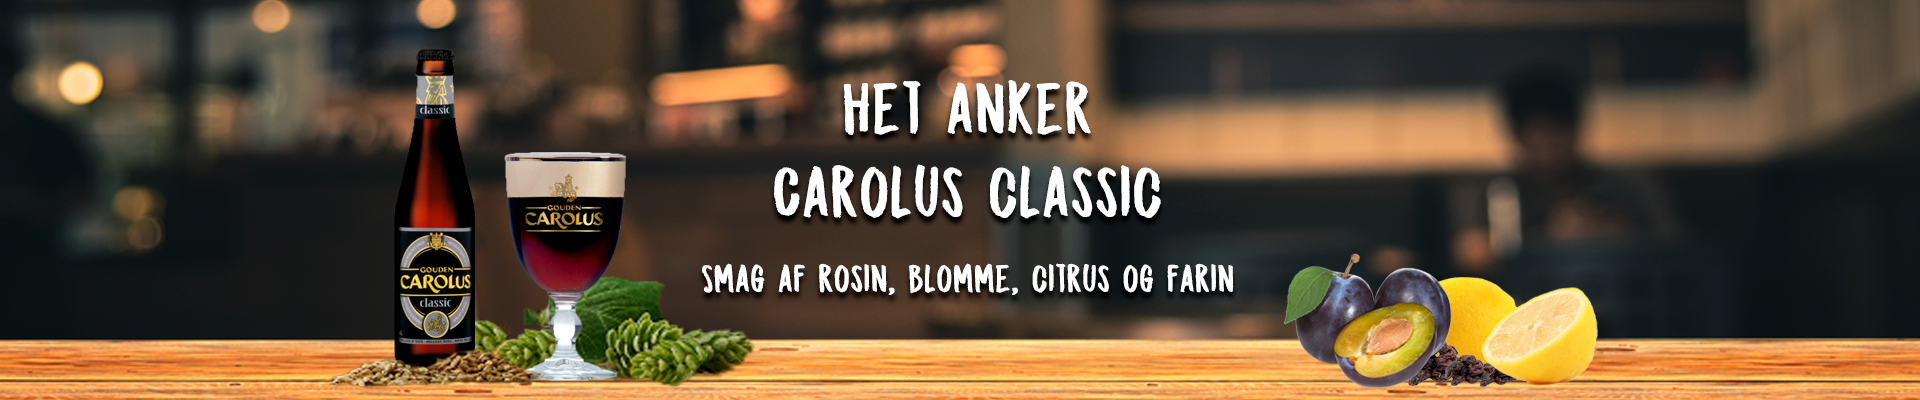 HET ANKER
CAROLUS CLASSIC
SMAG AF ROSIN, BLOMME, CITRUS OG FARIN
classic
GOUDEN
CAROLUS
classic
GOUDEN
CAROLUS